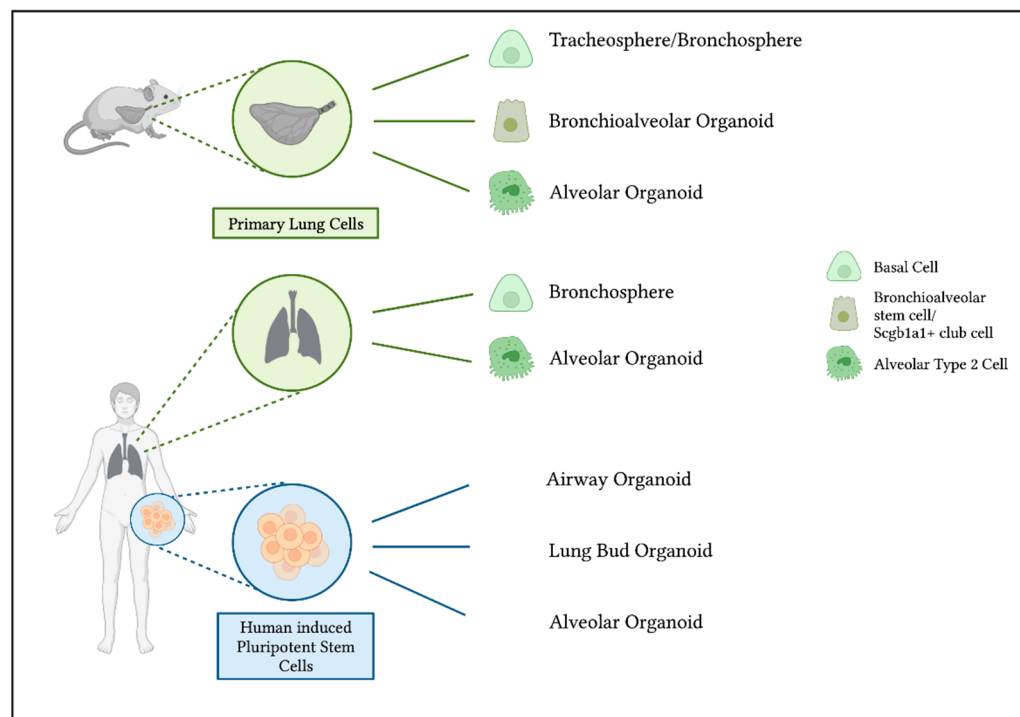 Tracheosphere/Bronchosphere
Bronchioalveolar Organoid
Alveolar Organoid
Primary Lung Cells
Bronchosphere
Alveolar Organoid
Basal Cell
Bronchioalveolar
stem cell/
Scgb1a1+ club cell
Alveolar Type 2 Cell
Airway Organoid
Lung Bud Organoid
Alveolar Organoid
Human induced
Pluripotent Stem
Cells